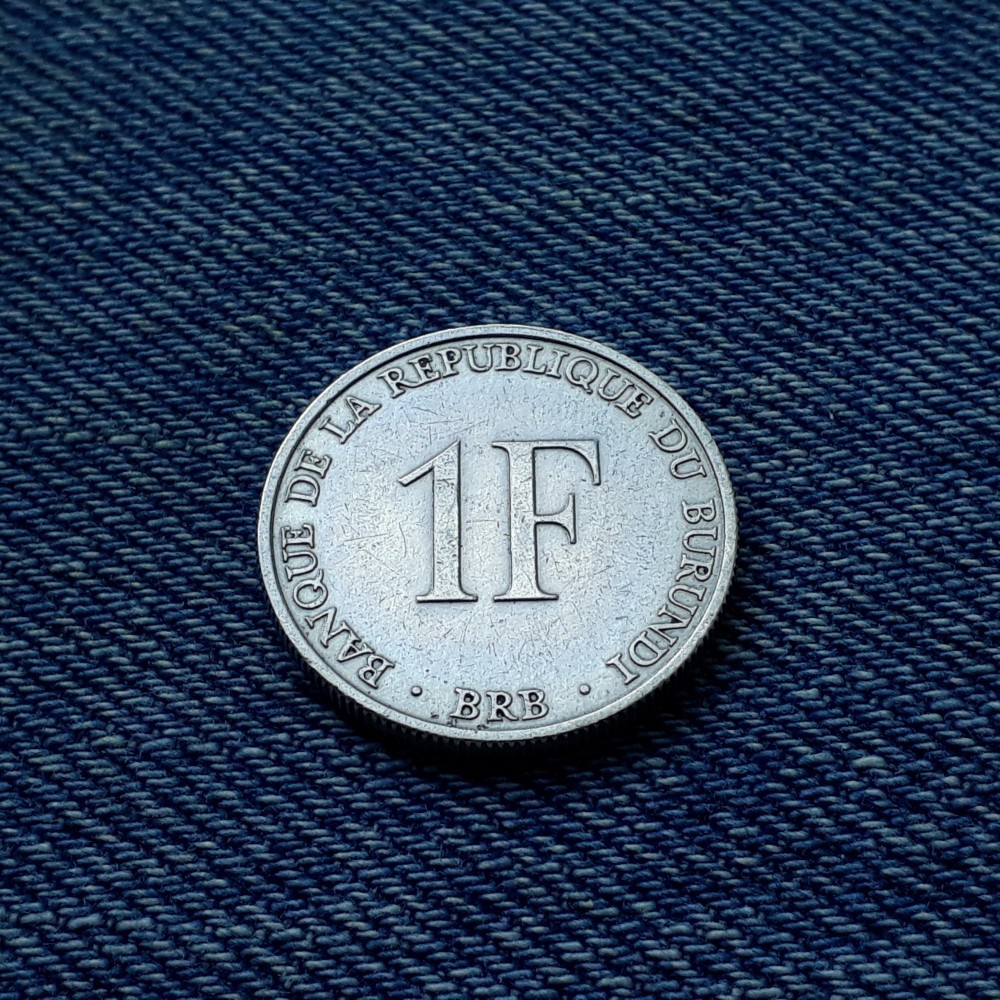 BANQUE DE LA REPUBLIQUE DU BURUNDI
1F
· BRB ·